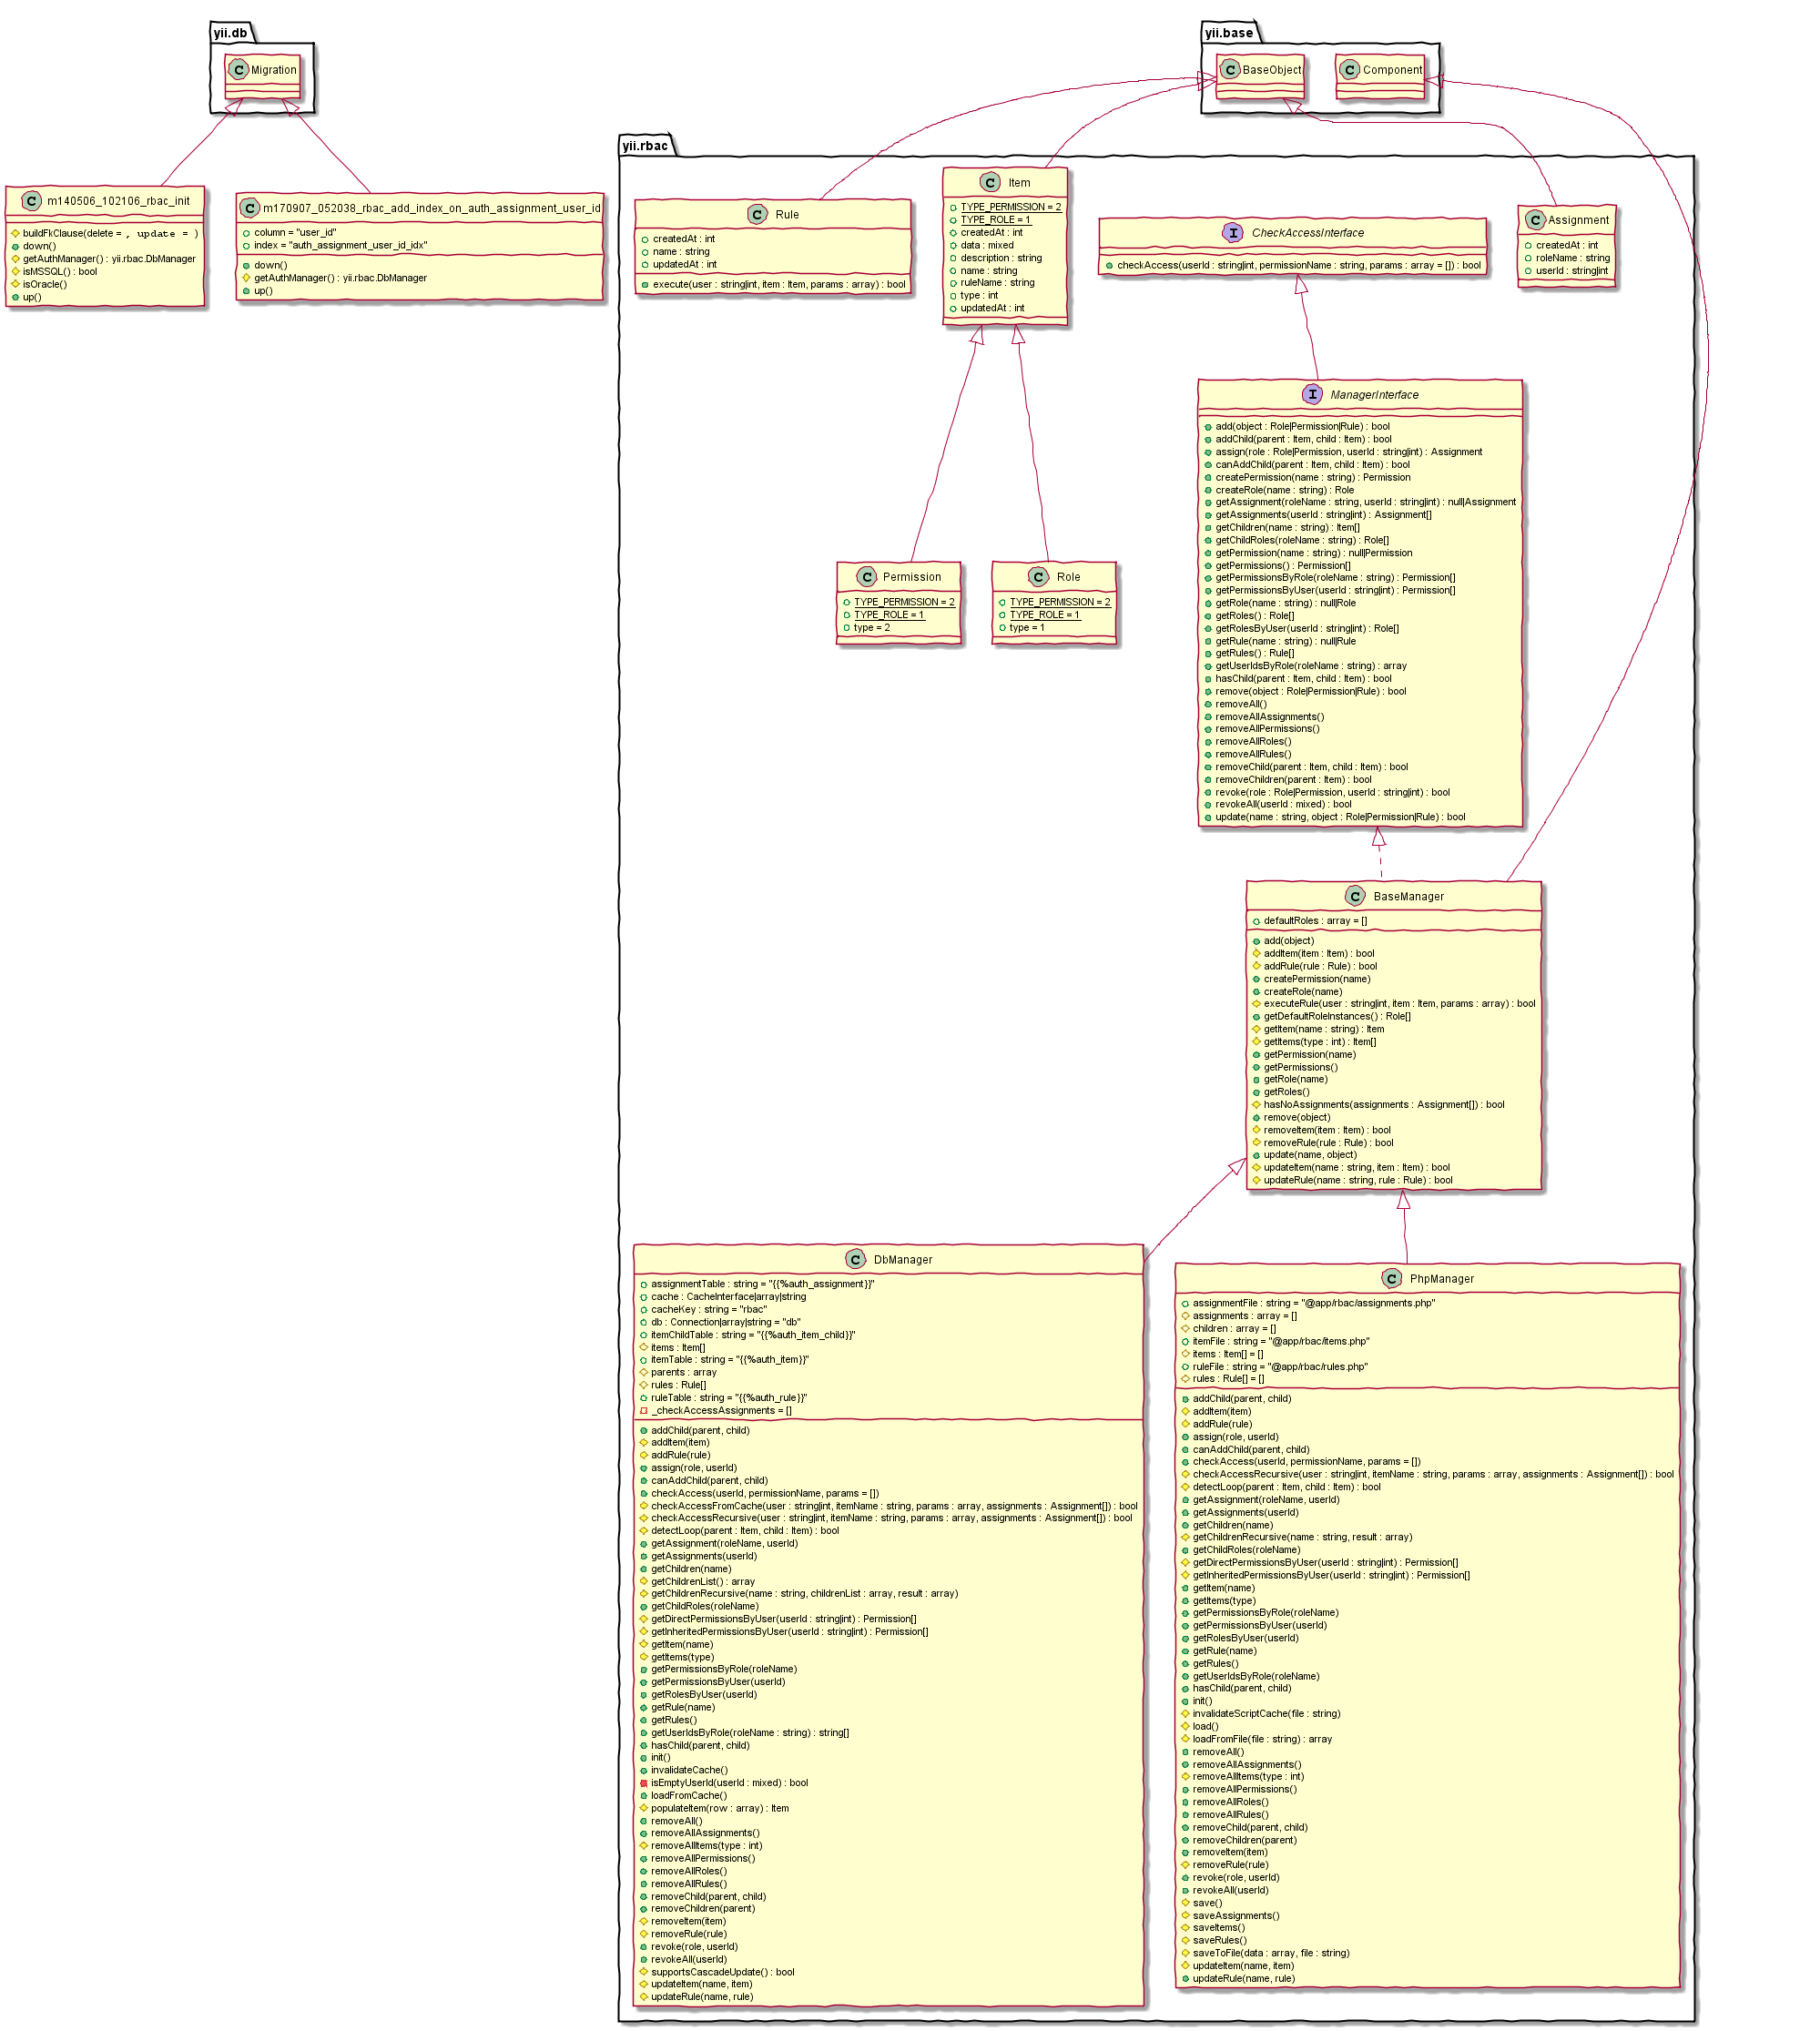 yii.db
C Migration
yii.base
C BaseObject
C Component
yii.rbac
C m140506_102106_rbac_init
buildFkClause(delete = , update = )
down()
getAuthManager() : yii.rbac.DbManager
isMSSQL() : bool
isOracle()
up()
C m170907_052038_rbac_add_index_on_auth_assignment_user_id
column = "user_id"
index = "auth_assignment_user_id_idx"
down()
getAuthManager() : yii.rbac.DbManager
up()
C Rule
createdAt : int
name : string
updatedAt : int
execute(user : string|int, item : Item, params : array) : bool
C Item
TYPE_PERMISSION = 2
TYPE_ROLE = 1
createdAt : int
data : mixed
description : string
name : string
ruleName : string
type : int
updatedAt : int
I CheckAccessInterface
checkAccess(userId : string|int, permissionName : string, params : array = []) : bool
C Assignment
createdAt : int
roleName : string
userId : string|int
I ManagerInterface
add(object : Role|Permission|Rule) : bool
addChild(parent : Item, child : Item) : bool
assign(role : Role|Permission, userId : string|int) : Assignment
canAddChild(parent : Item, child : Item) : bool
createPermission(name : string) : Permission
createRole(name : string) : Role
getAssignment(roleName : string, userId : string|int) : null|Assignment
getAssignments(userId : string|int) : Assignment[]
getChildren(name : string) : Item[]
getChildRoles(roleName : string) : Role[]
getPermission(name : string) : null|Permission
getPermissions() : Permission[]
getPermissionsByRole(roleName : string) : Permission[]
getPermissionsByUser(userId : string|int) : Permission[]
getRole(name : string) : null|Role
getRoles() : Role[]
getRolesByUser(userId : string|int) : Role[]
getRule(name : string) : null|Rule
getRules() : Rule[]
getUserIdsByRole(roleName : string) : array
hasChild(parent : Item, child : Item) : bool
remove(object : Role|Permission|Rule) : bool
removeAll()
removeAllAssignments()
removeAllPermissions()
removeAllRoles()
removeAllRules()
removeChild(parent : Item, child : Item) : bool
removeChildren(parent : Item) : bool
revoke(role : Role|Permission, userId : string|int) : bool
revokeAll(userId : mixed) : bool
update(name : string, object : Role|Permission|Rule) : bool
C Permission
TYPE_PERMISSION = 2
TYPE_ROLE = 1
type = 2
C Role
TYPE_PERMISSION = 2
TYPE_ROLE = 1
type = 1
C BaseManager
defaultRoles : array = []
add(object)
addItem(item : Item) : bool
addRule(rule : Rule) : bool
createPermission(name)
createRole(name)
executeRule(user : string|int, item : Item, params : array) : bool
getDefaultRoleInstances() : Role[]
getItem(name : string) : Item
getItems(type : int) : Item[]
getPermission(name)
getPermissions()
getRole(name)
getRoles()
hasNoAssignments(assignments : Assignment[]) : bool
remove(object)
removeItem(item : Item) : bool
removeRule(rule : Rule) : bool
update(name, object)
updateItem(name : string, item : Item) : bool
updateRule(name : string, rule : Rule) : bool
C DbManager
assignmentTable : string = "{{%auth_assignment}}"
cache : CacheInterface|array|string
cacheKey : string = "rbac"
db : Connection|array|string = "db"
itemChildTable : string = "{{%auth_item_child}}"
items : Item[]
itemTable : string = "{{%auth_item}}"
parents : array
rules : Rule[]
ruleTable : string = "{{%auth_rule}}"
_checkAccessAssignments = []
addChild(parent, child)
addItem(item)
addRule(rule)
assign(role, userId)
canAddChild(parent, child)
checkAccess(userId, permissionName, params = [])
checkAccessFromCache(user : string|int, itemName : string, params : array, assignments : Assignment[]) : bool
checkAccessRecursive(user : string|int, itemName : string, params : array, assignments : Assignment[]) : bool
detectLoop(parent : Item, child : Item) : bool
getAssignment(roleName, userId)
getAssignments(userId)
getChildren(name)
getChildrenList() : array
getChildrenRecursive(name : string, childrenList : array, result : array)
getChildRoles(roleName)
getDirectPermissionsByUser(userId : string|int) : Permission[]
getInheritedPermissionsByUser(userId : string|int) : Permission[]
getItem(name)
getItems(type)
getPermissionsByRole(roleName)
getPermissionsByUser(userId)
getRolesByUser(userId)
getRule(name)
getRules()
getUserIdsByRole(roleName : string) : string[]
hasChild(parent, child)
init()
invalidateCache()
isEmptyUserId(userId : mixed) : bool
loadFromCache()
populateItem(row : array) : Item
removeAll()
removeAllAssignments()
removeAllItems(type : int)
removeAllPermissions()
removeAllRoles()
removeAllRules()
removeChild(parent, child)
removeChildren(parent)
removeItem(item)
removeRule(rule)
revoke(role, userId)
revokeAll(userId)
supportsCascadeUpdate() : bool
updateItem(name, item)
updateRule(name, rule)
C PhpManager
assignmentFile : string = "@app/rbac/assignments.php"
assignments : array = []
children : array = []
itemFile : string = "@app/rbac/items.php"
items : Item[] = []
ruleFile : string = "@app/rbac/rules.php"
rules : Rule[] = []
addChild(parent, child)
addItem(item)
addRule(rule)
assign(role, userId)
canAddChild(parent, child)
checkAccess(userId, permissionName, params = [])
checkAccessRecursive(user : string|int, itemName : string, params : array, assignments : Assignment[]) : bool
detectLoop(parent : Item, child : Item) : bool
getAssignment(roleName, userId)
getAssignments(userId)
getChildren(name)
getChildrenRecursive(name : string, result : array)
getChildRoles(roleName)
getDirectPermissionsByUser(userId : string|int) : Permission[]
getInheritedPermissionsByUser(userId : string|int) : Permission[]
getItem(name)
getItems(type)
getPermissionsByRole(roleName)
getPermissionsByUser(userId)
getRolesByUser(userId)
getRule(name)
getRules()
getUserIdsByRole(roleName)
hasChild(parent, child)
init()
invalidateScriptCache(file : string)
load()
loadFromFile(file : string) : array
removeAll()
removeAllAssignments()
removeAllItems(type : int)
removeAllPermissions()
removeAllRoles()
removeAllRules()
removeChild(parent, child)
removeChildren(parent)
removeItem(item)
removeRule(rule)
revoke(role, userId)
revokeAll(userId)
save()
saveAssignments()
saveItems()
saveRules()
saveToFile(data : array, file : string)
updateItem(name, item)
updateRule(name, rule)